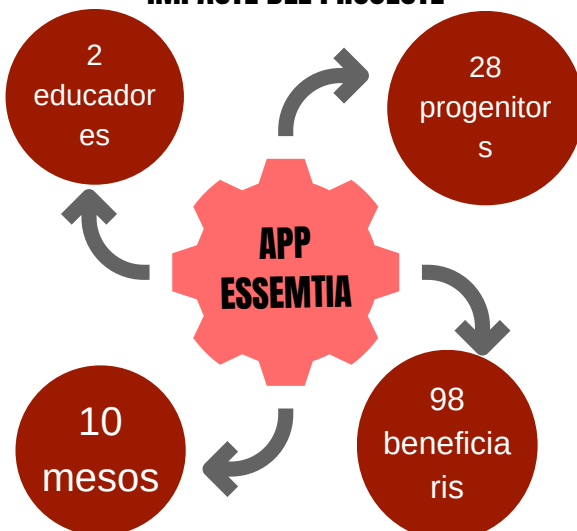 2
educador
es
28
progenitor
s
APP
ESSEMTIA
10
mesos
98
beneficia
ris